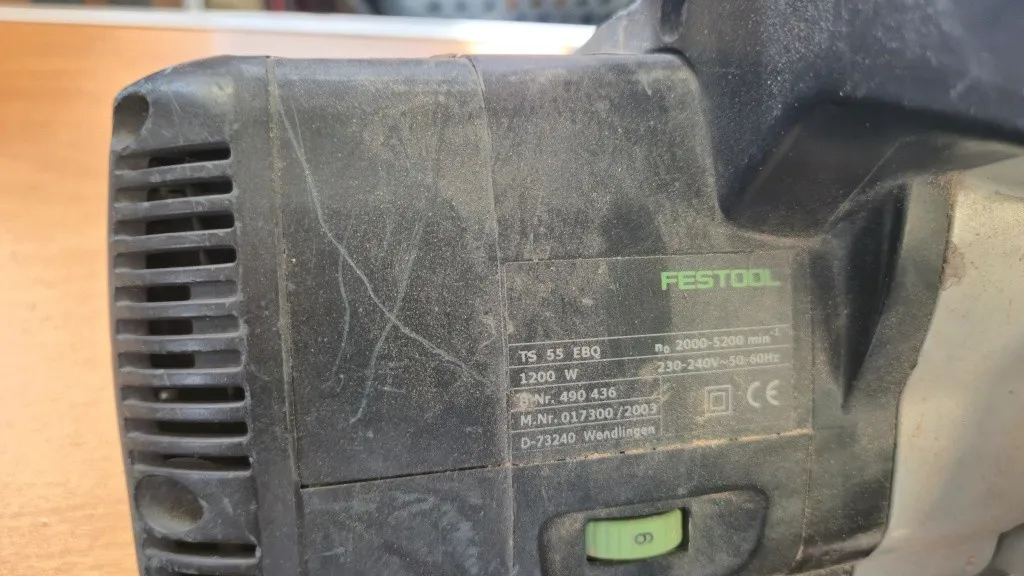 FESTOOL
TS 55 EBQ n₀ 2000-5200 min⁻¹
1200 W 230-240V~50-60Hz
Nr. 490 436
M.Nr. 017300/2003
D-73240 Wendlingen
CE
6